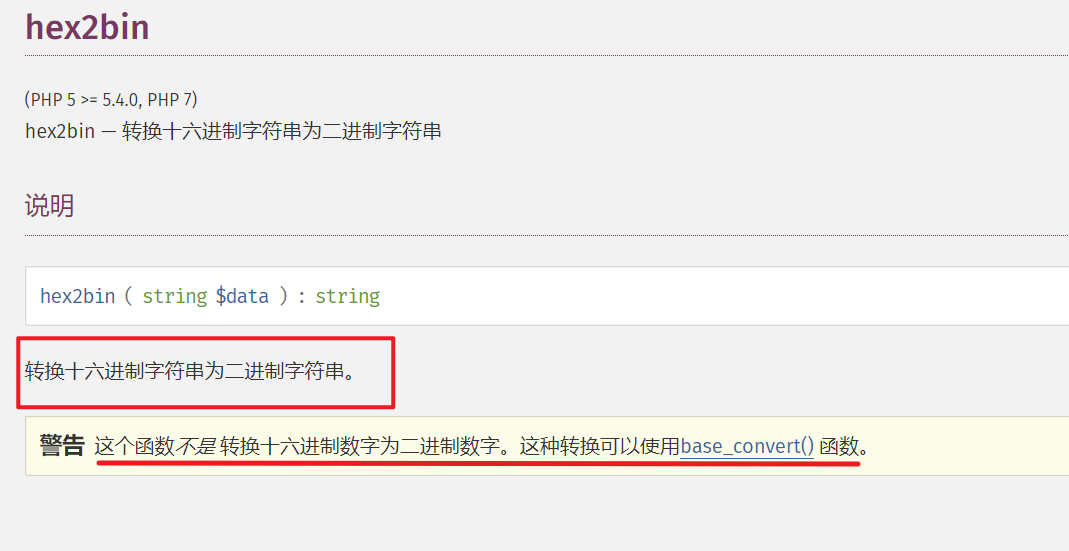 hex2bin
(PHP 5 >= 5.4.0, PHP 7)
hex2bin — 转换十六进制字符串为二进制字符串
说明
hex2bin ( string $data ) : string
转换十六进制字符串为二进制字符串。
警告 这个函数不是 转换十六进制数字为二进制数字。这种转换可以使用base_convert() 函数。